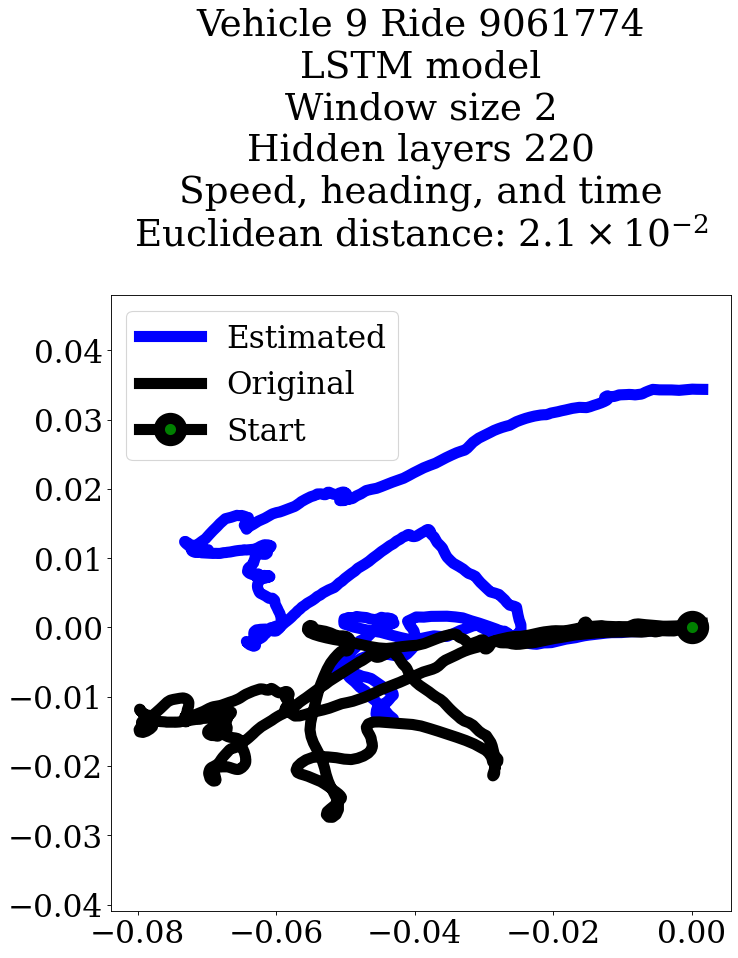 Vehicle 9 Ride 9061774
LSTM model
Window size 2
Hidden layers 220
Speed, heading, and time
Euclidean distance: 2.1 × 10⁻²
Estimated
Original
Start
0.04
0.03
0.02
0.01
0.00
−0.01
−0.02
−0.03
−0.04
−0.08 −0.06 −0.04 −0.02 0.00